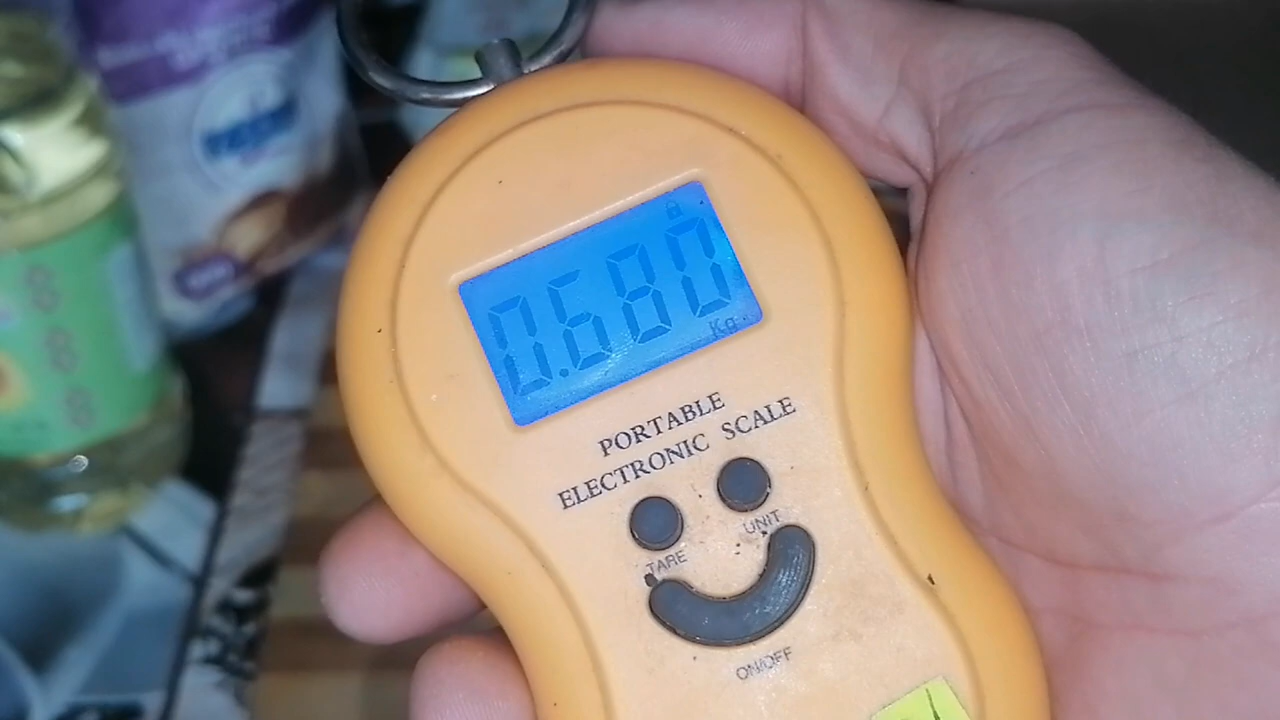 0.680
Kg
PORTABLE
ELECTRONIC SCALE
TARE
UNIT
ON/OFF